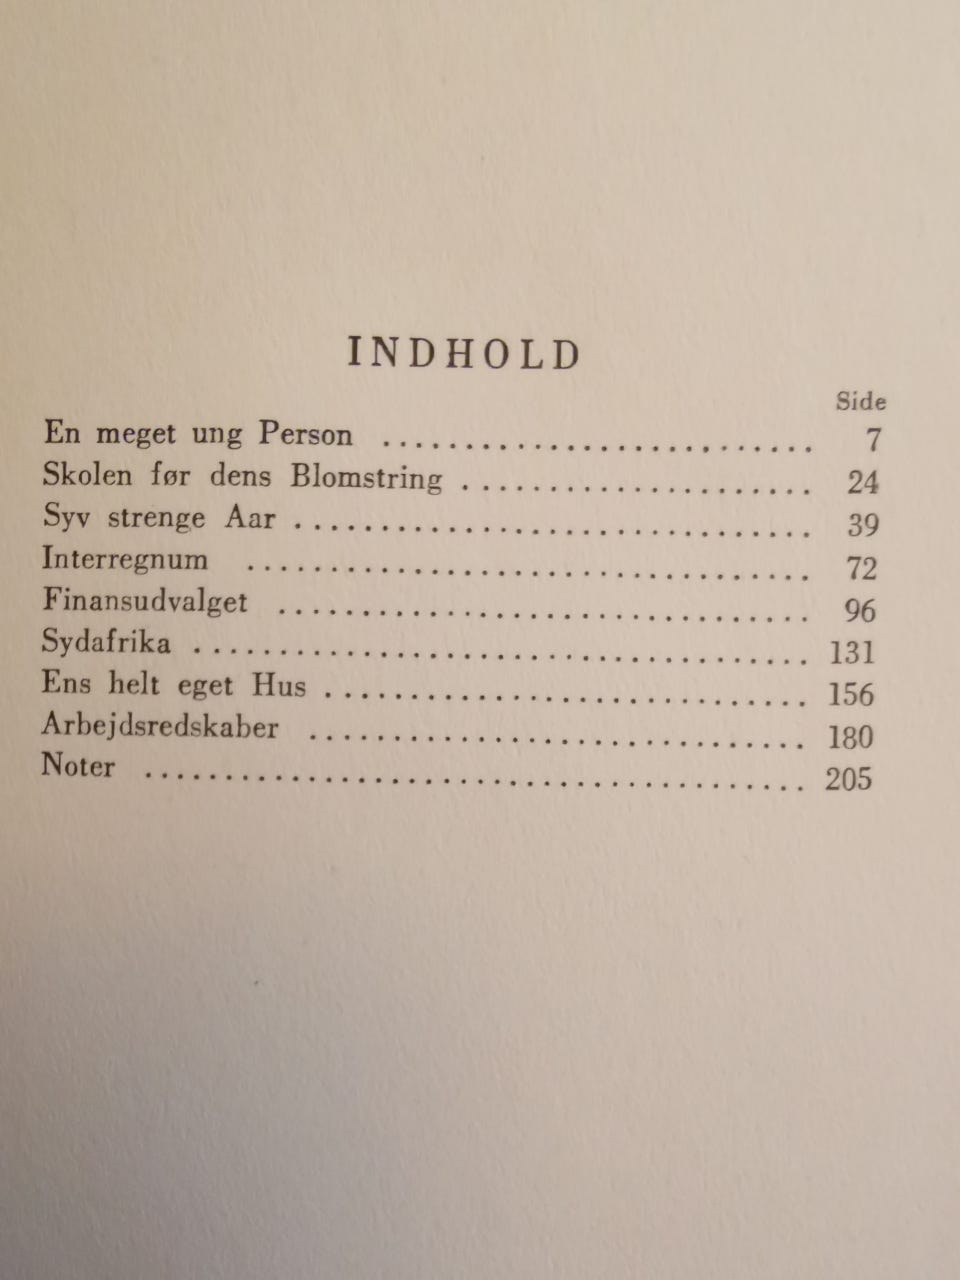 INDHOLD
Side
En meget ung Person ........................... 7
Skolen før dens Blomstring ..................... 24
Syv strenge Aar ................................ 39
Interregnum ................................... 72
Finansudvalget ................................ 96
Sydafrika ..................................... 131
Ens helt eget Hus ............................. 156
Arbejdsredskaber .............................. 180
Noter ......................................... 205